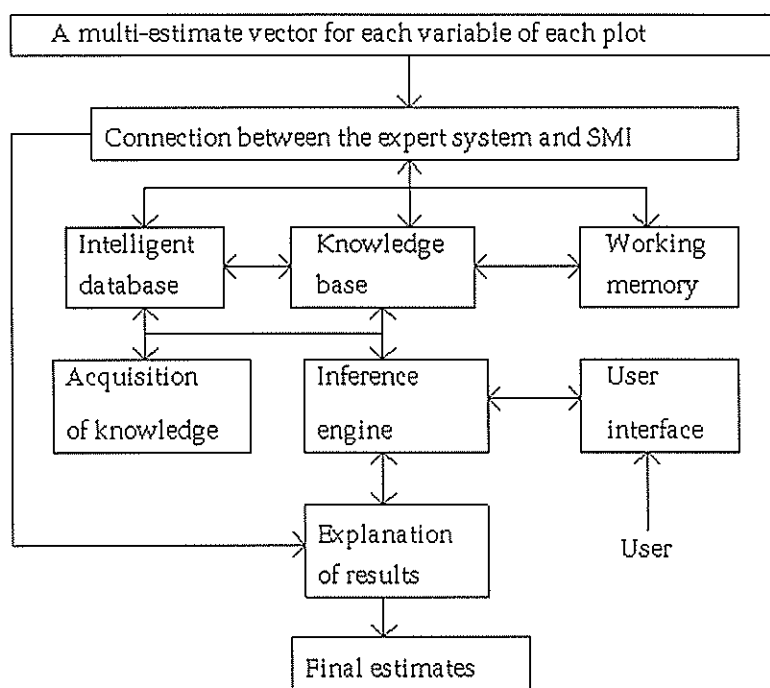 A multi-estimate vector for each variable of each plot
Connection between the expert system and SMI
Intelligent
database
Knowledge
base
Working
memory
Acquisition
of knowledge
Inference
engine
User
interface
Explanation
of results
User
Final estimates